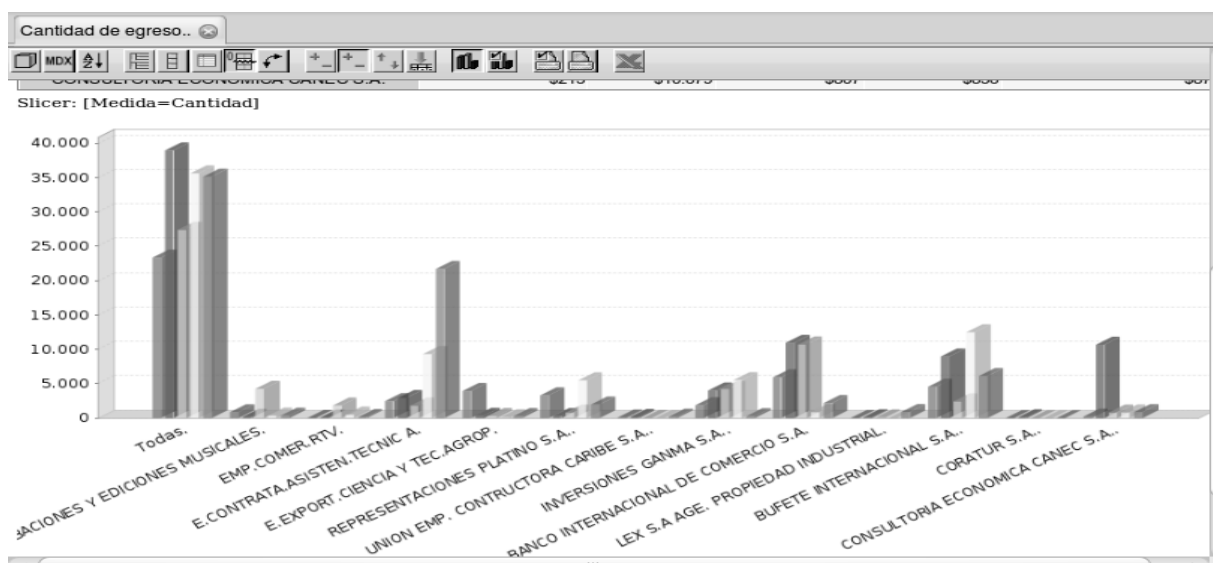 Cantidad de egreso..
MDX
CONSULTORIA ECONOMICA CANEC S.A.
Slicer: [Medida=Cantidad]
40.000
35.000
30.000
25.000
20.000
15.000
10.000
5.000
0
Todas.
BACIONES Y EDICIONES MUSICALES.
EMP.COMER.RTV.
E.CONTRATA.ASISTEN.TECNIC A.
E.EXPORT.CIENCIA Y TEC.AGROP.
REPRESENTACIONES PLATINO S.A..
UNION EMP. CONTRUCTORA CARIBE S.A..
INVERSIONES GANMA S.A..
BANCO INTERNACIONAL DE COMERCIO S.A.
LEX S.A AGE. PROPIEDAD INDUSTRIAL.
BUFETE INTERNACIONAL S.A..
CORATUR S.A..
CONSULTORIA ECONOMICA CANEC S.A..